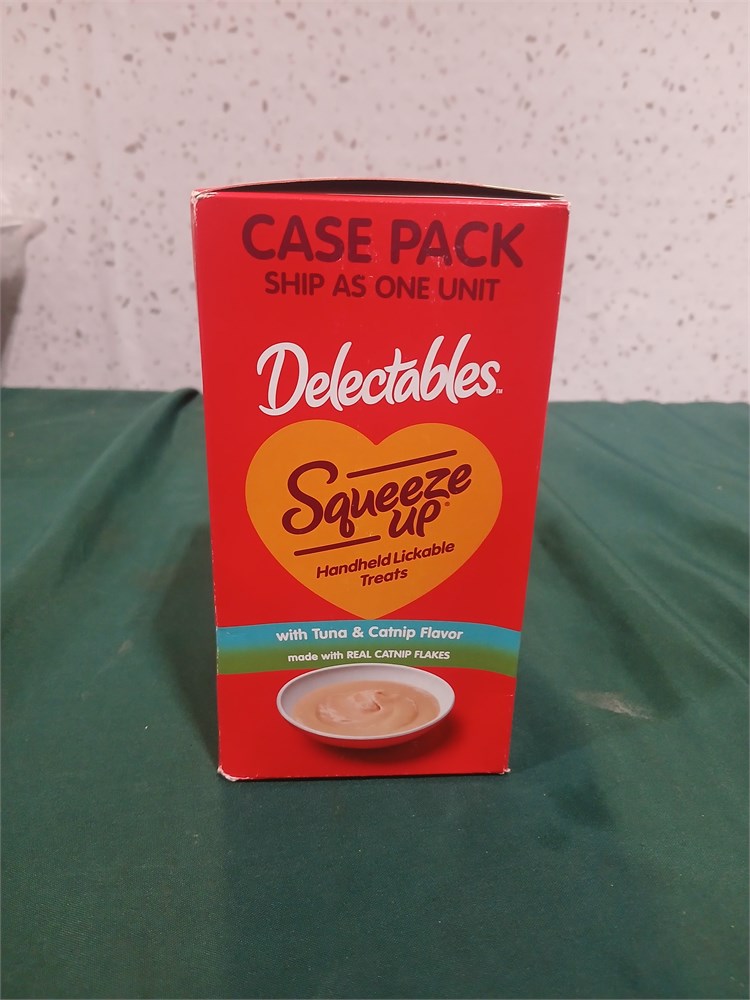 CASE PACK
SHIP AS ONE UNIT
Delectables™
Squeeze
UP®
Handheld Lickable
Treats
with Tuna & Catnip Flavor
made with REAL CATNIP FLAKES